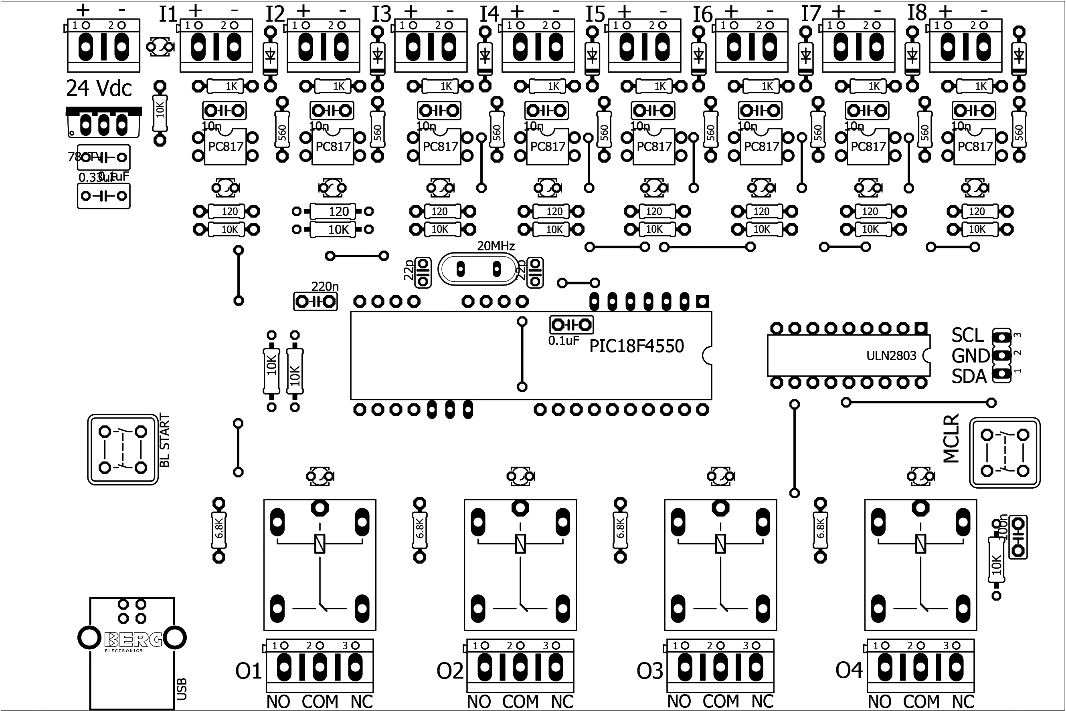 + - I1 + - I2 + - I3 + - I4 + - I5 + - I6 + - I7 + - I8 + -
1 2 1 2 1 2 1 2 1 2 1 2 1 2 1 2 1 2
24 Vdc 1K 1K 1K 1K 1K 1K 1K 1K
10K
10n 10n 10n 10n 10n 10n 10n 10n
560 560 560 560 560 560 560 560
PC817 PC817 PC817 PC817 PC817 PC817 PC817 PC817
0.33uF
0.1uF
120 120 120 120 120 120 120 120
10K 10K 10K 10K 10K 10K 10K 10K
20MHz
22p 22p
220n
0.1uF PIC18F4550
ULN2803
SCL 3
GND 2
SDA 1
10K 10K
BL START
MCLR
6.8K 6.8K 6.8K 6.8K
100n
10K
BERG
ELECTRONICS
USB
1 2 3 1 2 3 1 2 3 1 2 3
O1 O2 O3 O4
NO COM NC NO COM NC NO COM NC NO COM NC